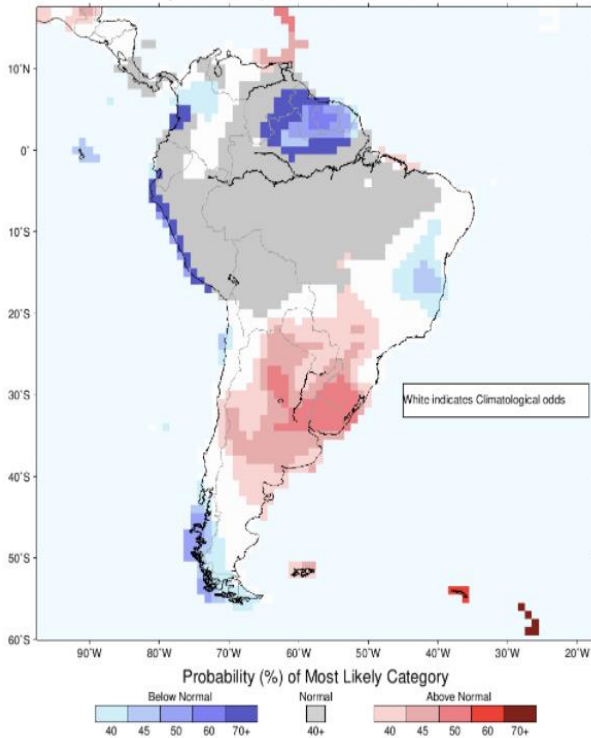 10˚N
0˚
10˚S
20˚S
30˚S
40˚S
50˚S
60˚S
White indicates Climatological odds
90˚W 80˚W 70˚W 60˚W 50˚W 40˚W 30˚W 20˚W
Probability (%) of Most Likely Category
Below Normal Normal Above Normal
40 45 50 60 70+ 40+ 40 45 50 60 70+